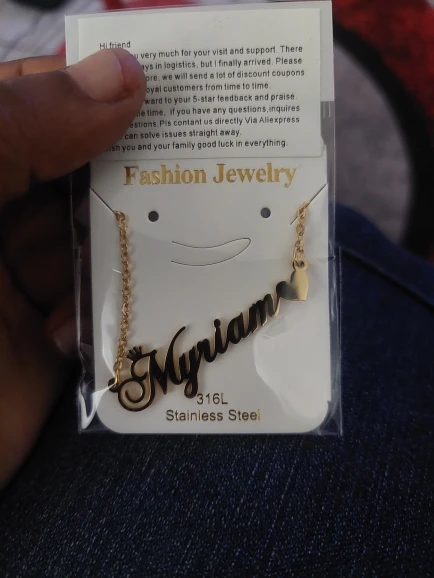 Hi friend
very much for your visit and support. There
ays in logistics, but I finally arrived. Please
ore, we will send a lot of discount coupons
oyal customers from time to time.
ward to your 5-star feedback and praise.
e time, if you have any questions,inquires
estions, Pls contant us directly Via Aliexpress
can solve issues straight away.
sh you and your family good luck in everything.
Fashion Jewelry
Myriam
316L
Stainless Steel